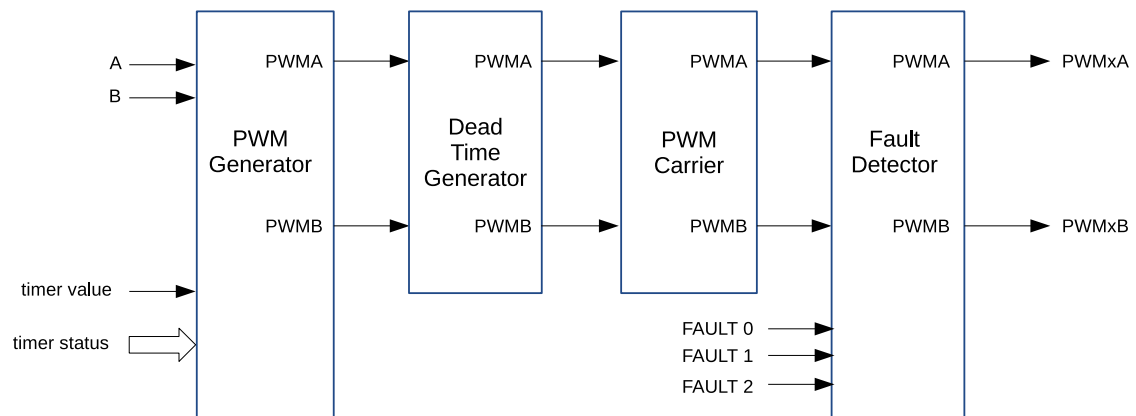 A
B
timer value
timer status
PWMA
PWM
Generator
PWMB
PWMA
Dead
Time
Generator
PWMB
PWMA
PWM
Carrier
PWMB
FAULT 0
FAULT 1
FAULT 2
PWMA
Fault
Detector
PWMB
PWMxA
PWMxB